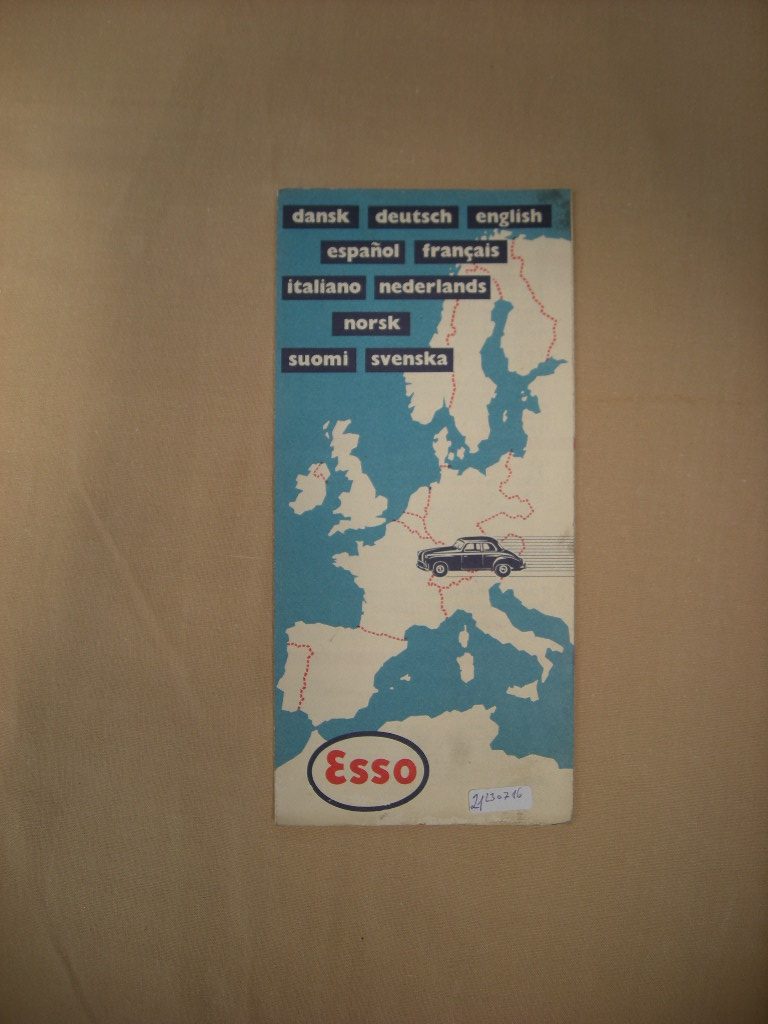 dansk deutsch english
español français
italiano nederlands
norsk
suomi svenska
Esso